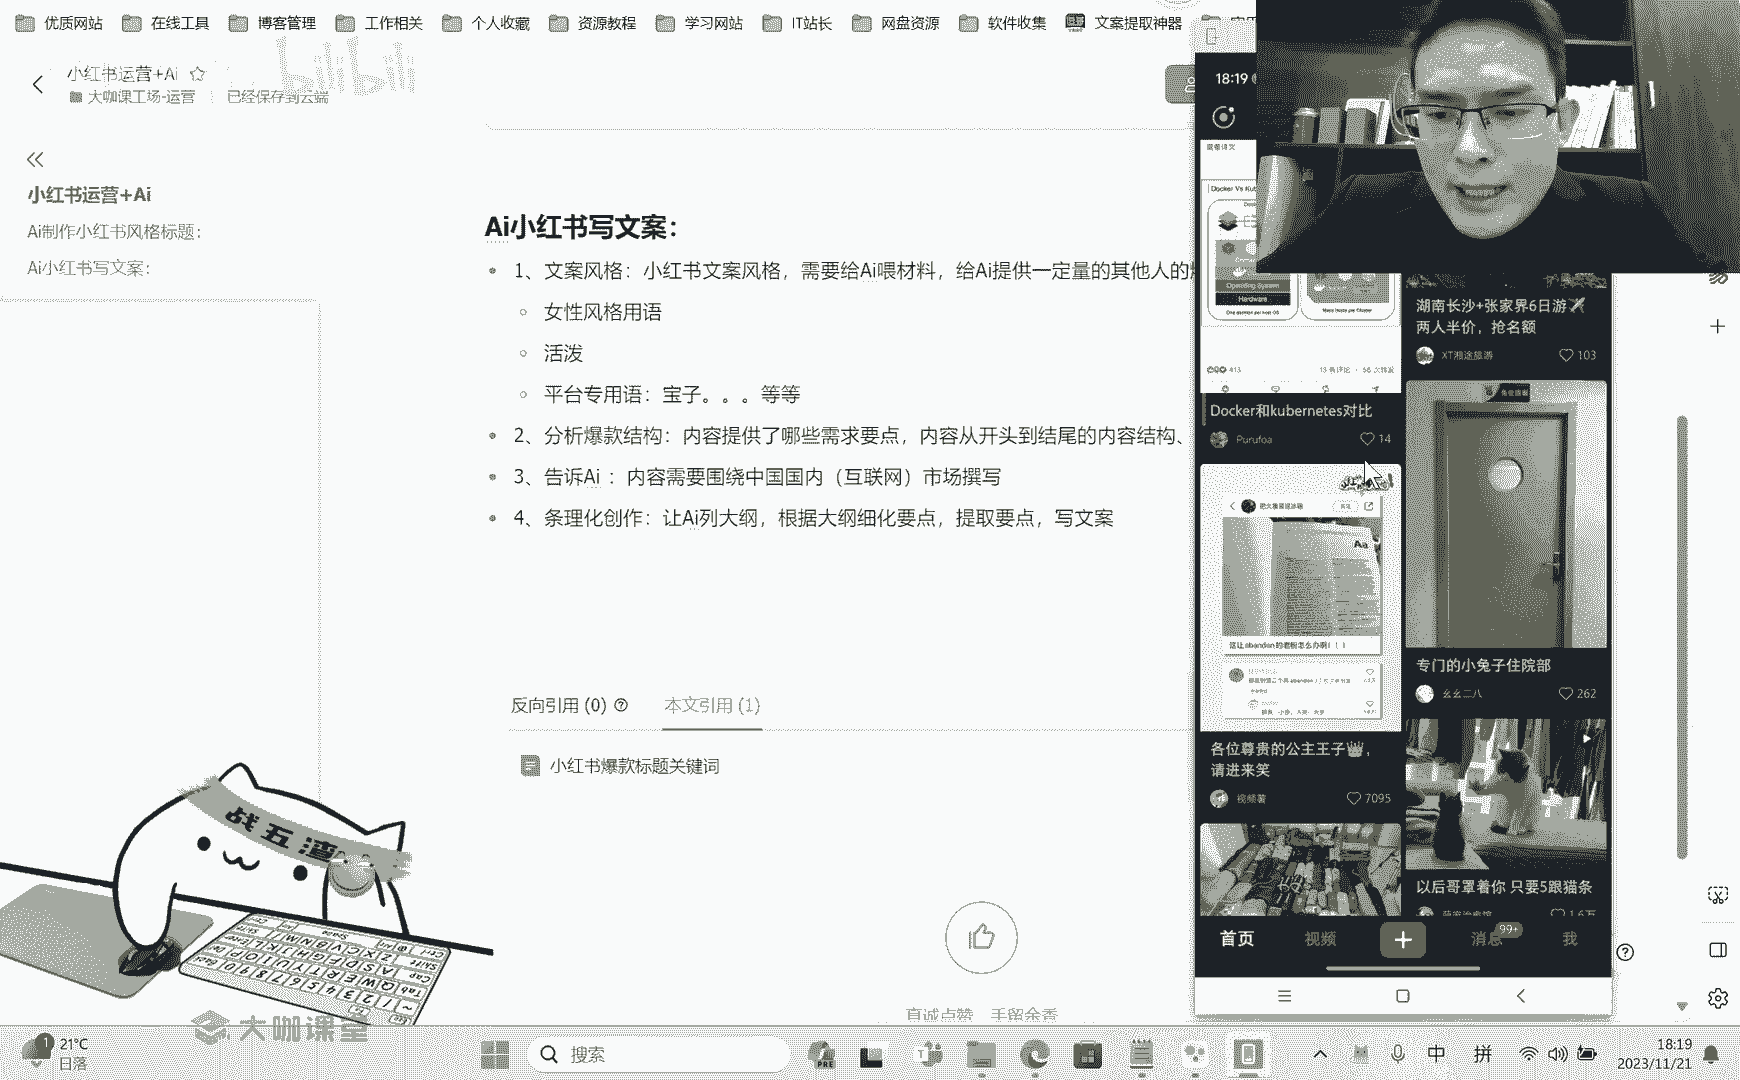 优质网站
在线工具
博客管理
工作相关
个人收藏
资源教程
学习网站
IT站长
网盘资源
软件收集
文案提取神器
bilibili
小红书运营+Ai
大咖课工场-运营
已经保存到云端
小红书运营+Ai
Ai制作小红书风格标题:
Ai小红书写文案:
Ai小红书写文案：
1、文案风格：小红书文案风格，需要给Ai喂材料，给Ai提供一定量的其他人的
女性风格用语
活泼
平台专用语：宝子。。。等等
2、分析爆款结构：内容提供了哪些需求要点，内容从开头到结尾的内容结构、
3、告诉Ai ：内容需要围绕中国国内（互联网）市场撰写
4、条理化创作：让Ai列大纲，根据大纲细化要点，提取要点，写文案
反向引用 (0)
本文引用 (1)
小红书爆款标题关键词
真诚点赞，手留余香
18:19
Operating System
Hardware
413
Docker和kubernetes对比
Purufoa
14
Aa
各位尊贵的公主王子👑，
请进来笑
视频薯
7095
湖南长沙+张家界6日游✈
两人半价，抢名额
XT湘途旅游
103
专门的小兔子住院部
幺幺二八
262
以后哥罩着你 只要5跟猫条
1.6万
首页
视频
消息
99+
我
战五渣
大咖课堂
1
21°C
日落
搜索
PRE
中
拼
18:19
2023/11/21